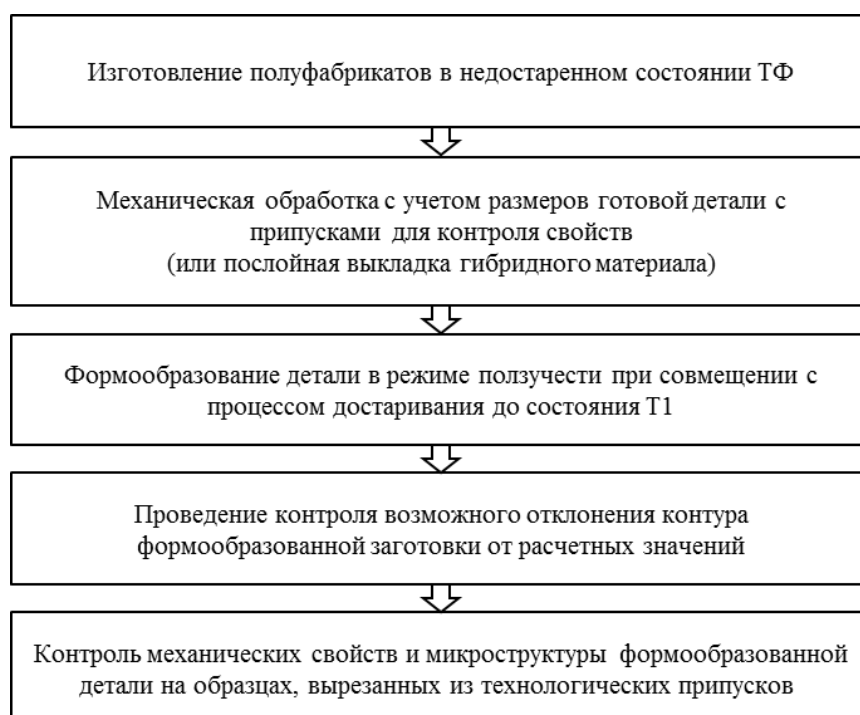 Изготовление полуфабрикатов в недостаренном состоянии ТФ
Механическая обработка с учетом размеров готовой детали с
припусками для контроля свойств
(или послойная выкладка гибридного материала)
Формообразование детали в режиме ползучести при совмещении с
процессом достаривания до состояния Т1
Проведение контроля возможного отклонения контура
формообразованной заготовки от расчетных значений
Контроль механических свойств и микроструктуры формообразованной
детали на образцах, вырезанных из технологических припусков